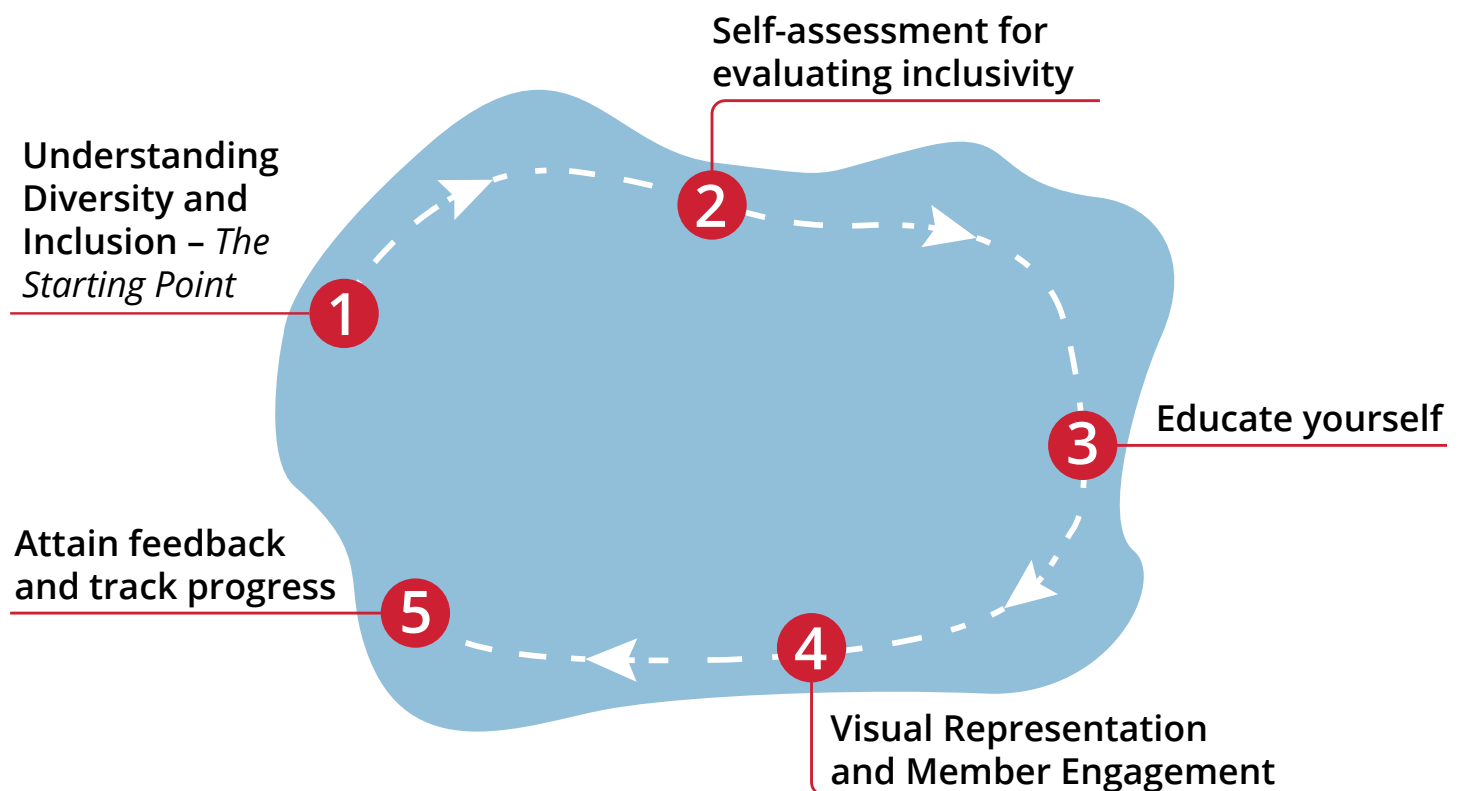 Understanding
Diversity and
Inclusion – The
Starting Point
1
Self-assessment for
evaluating inclusivity
2
Educate yourself
3
Visual Representation
and Member Engagement
4
Attain feedback
and track progress
5